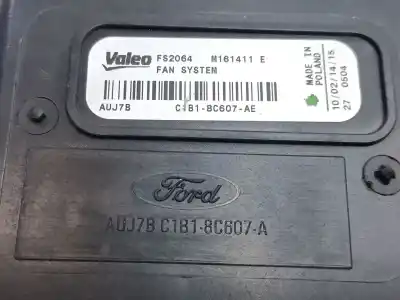 Valeo FS2064 M161411 E
FAN SYSTEM
AUJ7B C1B1-8C607-AE
MADE IN
POLAND
10/02/14/15
27 0504
Ford
AUJ7B C1B1-8C607-A